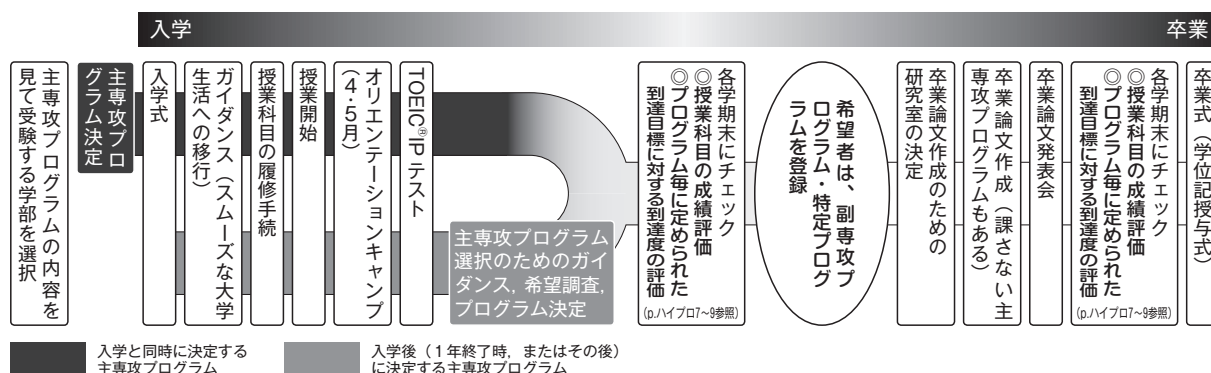 入学
卒業
主専攻プログラムの内容を
見て受験する学部を選択
主専攻プロ
グラム決定
入学式
ガイダンス(スムーズな大学
生活への移行)
授業科目の履修手続
授業開始
オリエンテーションキャンプ
(4・5月)
TOEIC®IPテスト
主専攻プログラム
選択のためのガイ
ダンス,希望調査,
プログラム決定
各学期末にチェック
◎授業科目の成績評価
◎プログラム毎に定められた
到達目標に対する到達度の評価
(p.ハイプロ7〜9参照)
希望者は、副専攻プ
ログラム・特定プログ
ラムを登録
卒業論文作成のための
研究室の決定
卒業論文作成(課さない主
専攻プログラムもある)
卒業論文発表会
各学期末にチェック
◎授業科目の成績評価
◎プログラム毎に定められた
到達目標に対する到達度の評価
(p.ハイプロ7〜9参照)
卒業式(学位記授与式)
入学と同時に決定する
主専攻プログラム
入学後(1年終了時,またはその後)
に決定する主専攻プログラム